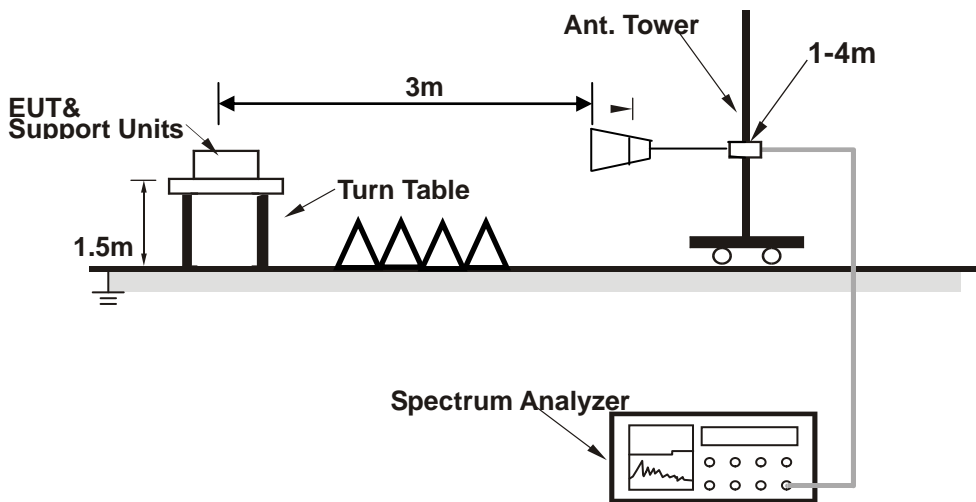 Ant. Tower
1-4m
3m
EUT&
Support Units
Turn Table
1.5m
Spectrum Analyzer